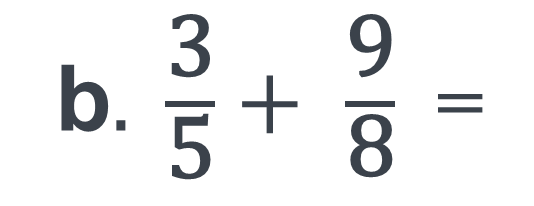 b. 3/5 + 9/8 =